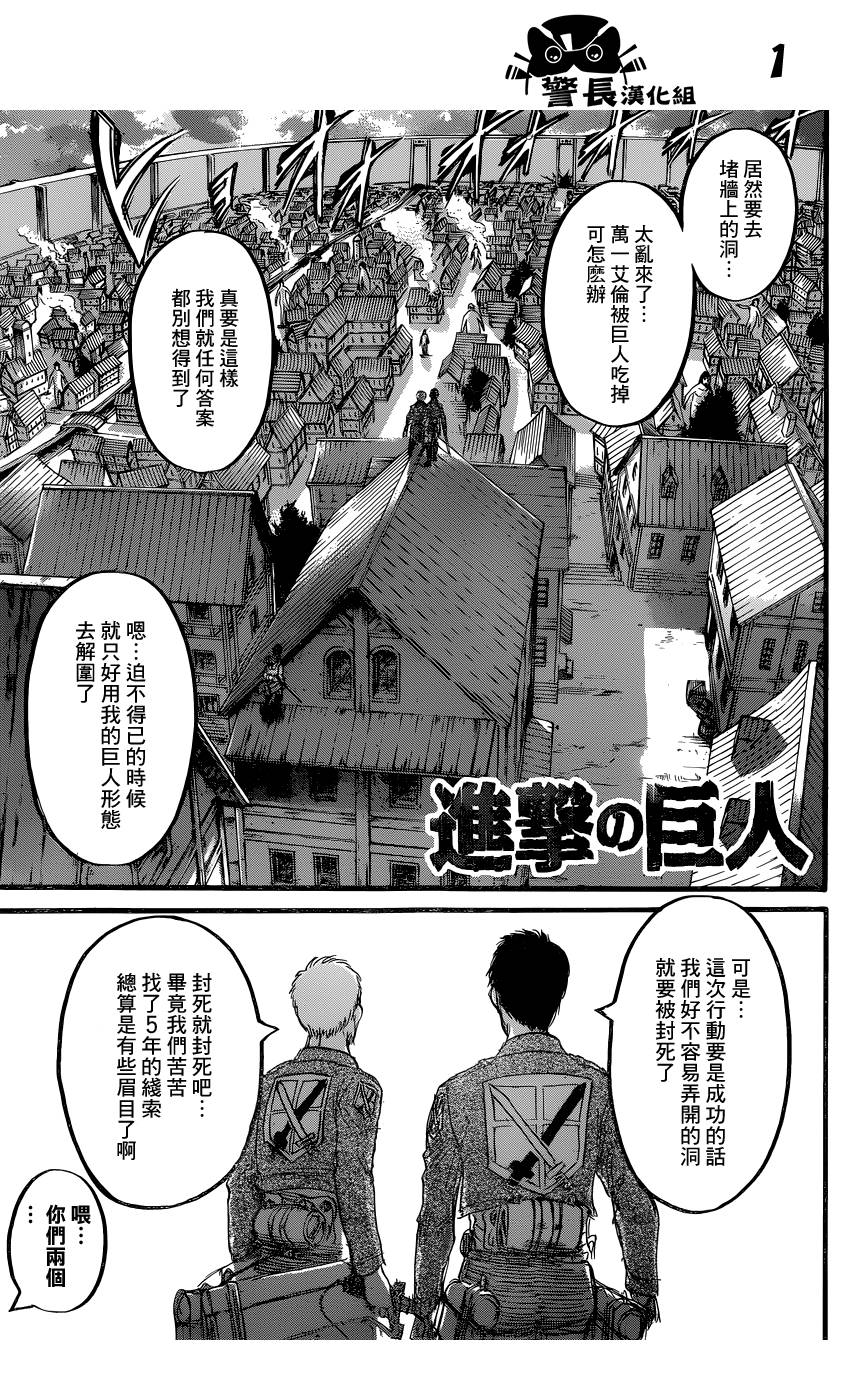 警長漢化組
1
居然要去
堵牆上的洞…
太亂來了…
萬一艾倫被巨人吃掉
可怎麽辦
真要是這樣
我們就任何答案
都別想得到了
嗯…迫不得已的時候
就只好用我的巨人形態
去解圍了
進撃の巨人
可是…
這次行動要是成功的話
我們好不容易弄開的洞
就要被封死了
封死就封死吧…
畢竟我們苦苦
找了5年的綫索
總算是有些眉目了啊
喂…
你們兩個
…